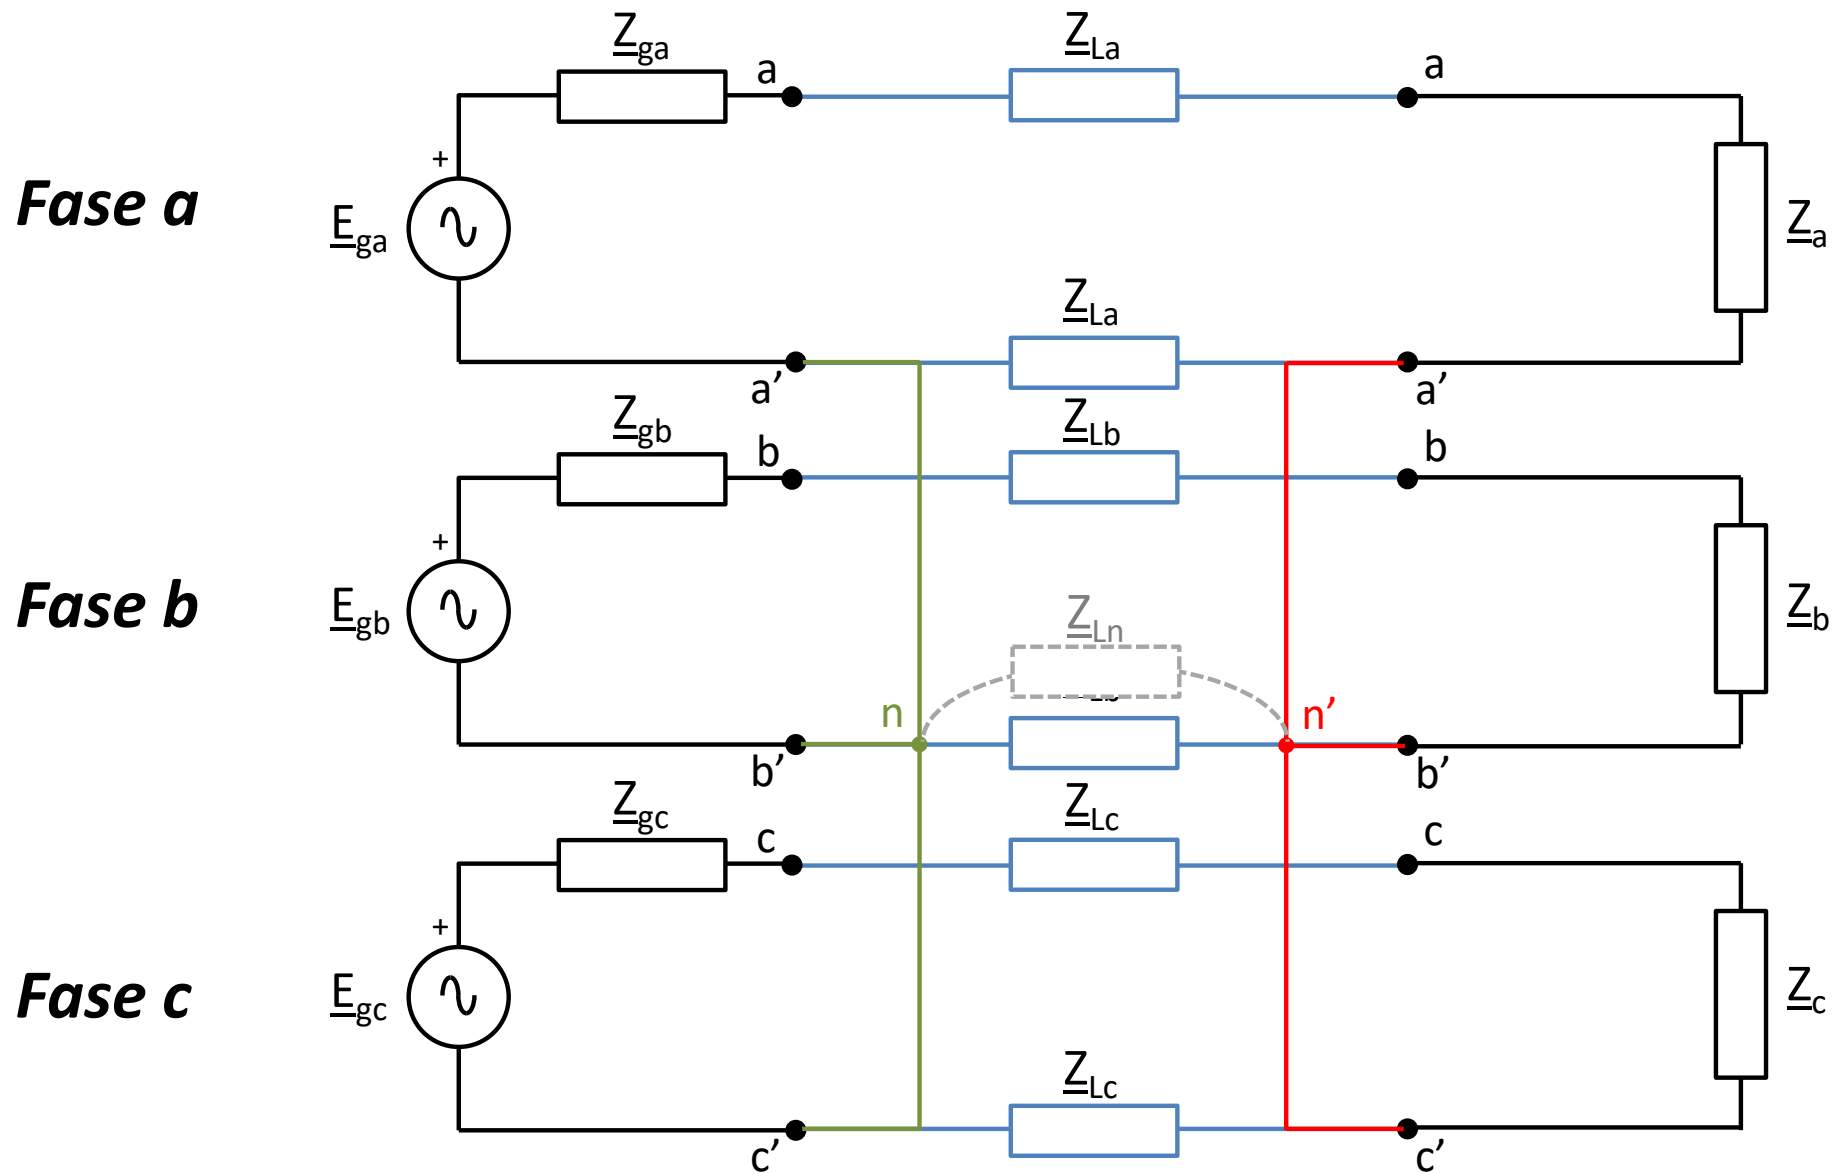 Z_ga
a
Z_La
a
+
Fase a
E_ga
Z_a
Z_La
a’
a’
Z_gb
b
Z_Lb
b
+
Fase b
E_gb
Z_b
Z_Ln
n
n’
b’
b’
Z_gc
c
Z_Lc
c
+
Fase c
E_gc
Z_c
Z_Lc
c’
c’